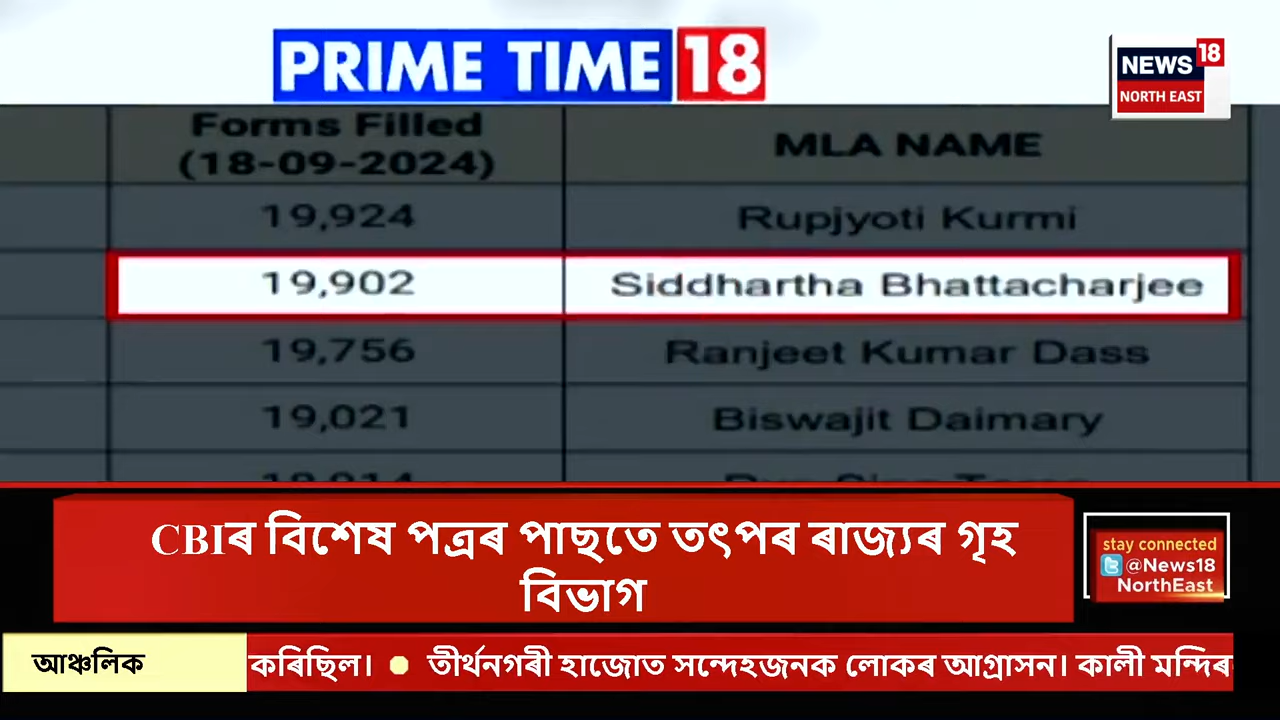 PRIME TIME 18
NEWS 18
NORTH EAST
Forms Filled
(18-09-2024)
MLA NAME
19,924 Rupjyoti Kurmi
19,902 Siddhartha Bhattacharjee
19,756 Ranjeet Kumar Dass
19,021 Biswajit Daimary
CBIৰ বিশেষ পত্ৰৰ পাছতে তৎপৰ ৰাজ্যৰ গৃহ
বিভাগ
stay connected
@News18
NorthEast
আঞ্চলিক
কৰিছিল। ● তীৰ্থনগৰী হাজোত সন্দেহজনক লোকৰ আগ্ৰাসন। কালী মন্দিৰ